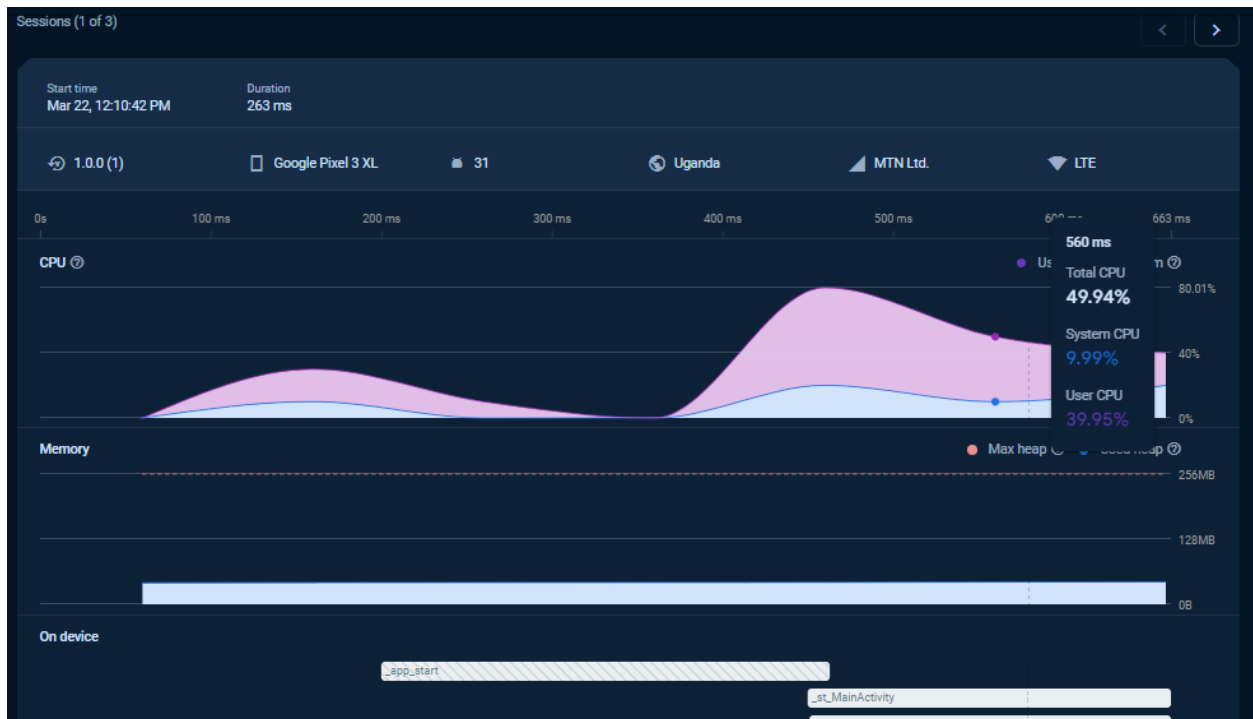 Sessions (1 of 3)
Start time
Mar 22, 12:10:42 PM
Duration
263 ms
1.0.0 (1)
Google Pixel 3 XL
31
Uganda
MTN Ltd.
LTE
0s 100 ms 200 ms 300 ms 400 ms 500 ms 663 ms
CPU
560 ms
Total CPU
49.94%
System CPU
9.99%
User CPU
39.95%
80.01%
40%
0%
Memory
Max heap
256MB
128MB
0B
On device
_app_start
_st_MainActivity